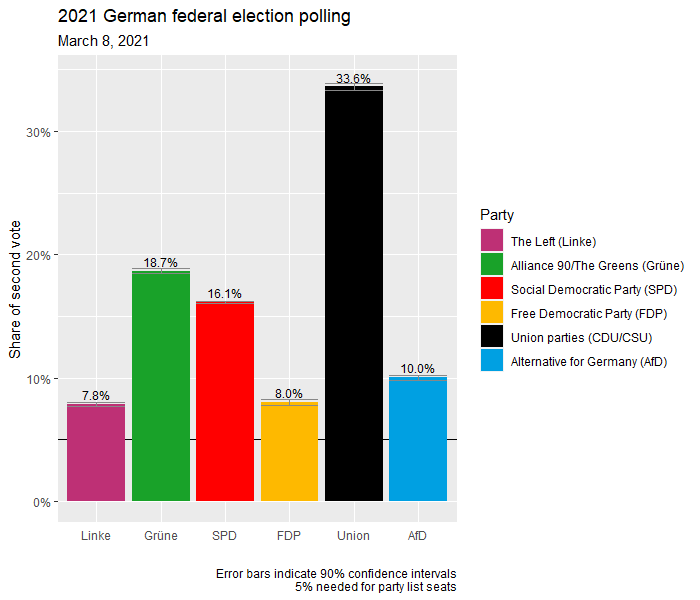 2021 German federal election polling
March 8, 2021
Share of second vote
30%
20%
10%
0%
7.8%
18.7%
16.1%
8.0%
33.6%
10.0%
Linke
Grüne
SPD
FDP
Union
AfD
Party
The Left (Linke)
Alliance 90/The Greens (Grüne)
Social Democratic Party (SPD)
Free Democratic Party (FDP)
Union parties (CDU/CSU)
Alternative for Germany (AfD)
Error bars indicate 90% confidence intervals
5% needed for party list seats